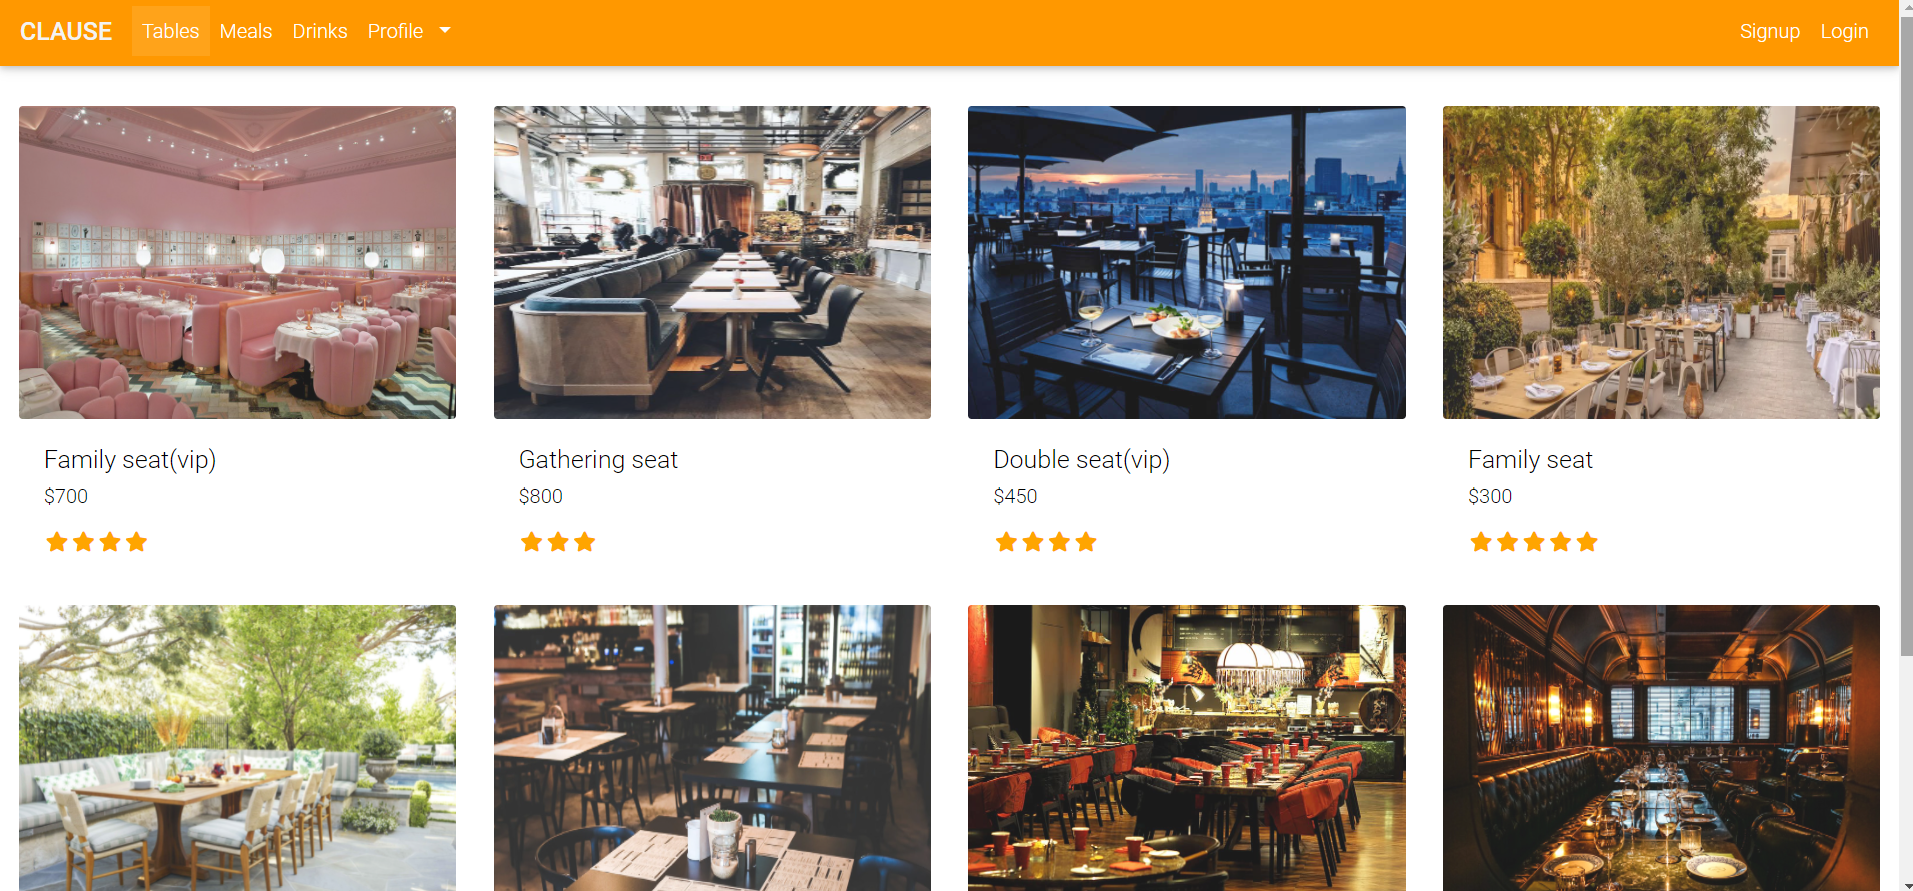 CLAUSE Tables Meals Drinks Profile Signup Login
Family seat(vip)
$700
Gathering seat
$800
Double seat(vip)
$450
Family seat
$300